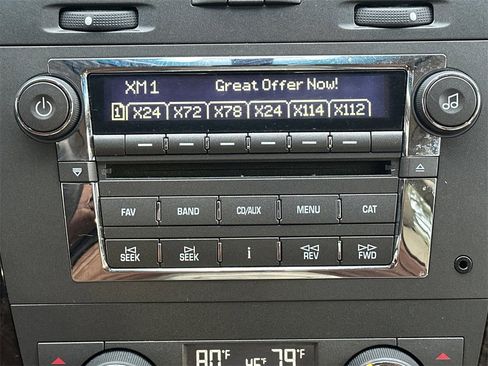 XM1 Great Offer Now!
1 X24 X72 X78 X24 X114 X112
FAV BAND CD/AUX MENU CAT
SEEK SEEK i REV FWD
80°F 79°F